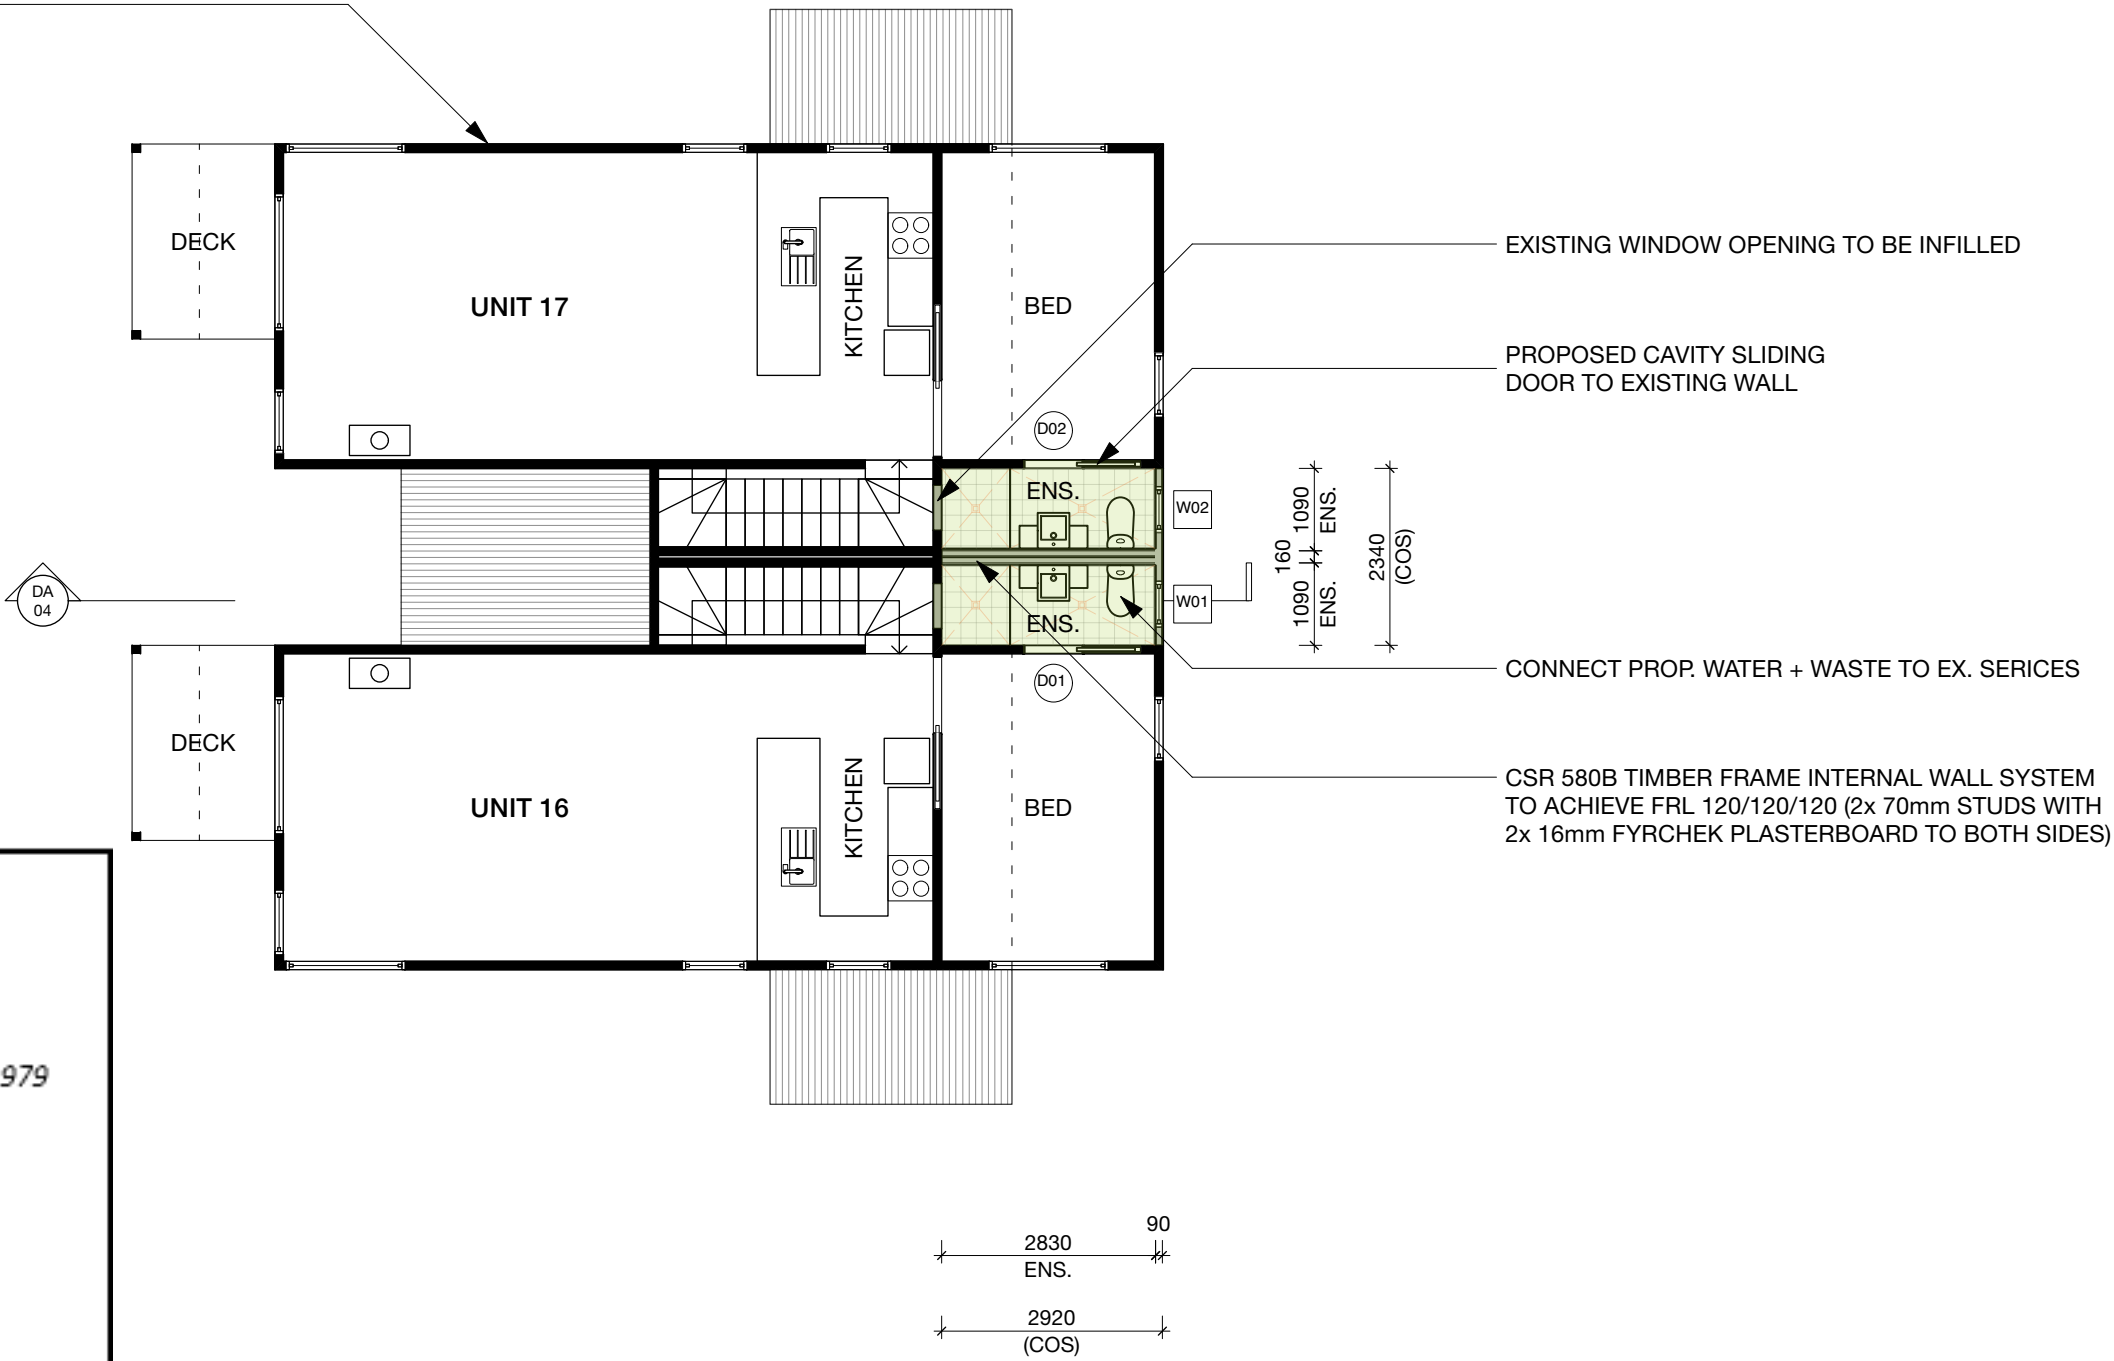 DECK
UNIT 17
KITCHEN
BED
EXISTING WINDOW OPENING TO BE INFILLED
PROPOSED CAVITY SLIDING
DOOR TO EXISTING WALL
D02
ENS.
W02
1090
ENS.
160
2340
(COS)
1090
ENS.
DA
04
W01
ENS.
D01
CONNECT PROP. WATER + WASTE TO EX. SERICES
DECK
UNIT 16
KITCHEN
BED
CSR 580B TIMBER FRAME INTERNAL WALL SYSTEM
TO ACHIEVE FRL 120/120/120 (2x 70mm STUDS WITH
2x 16mm FYRCHEK PLASTERBOARD TO BOTH SIDES)
979
90
2830
ENS.
2920
(COS)